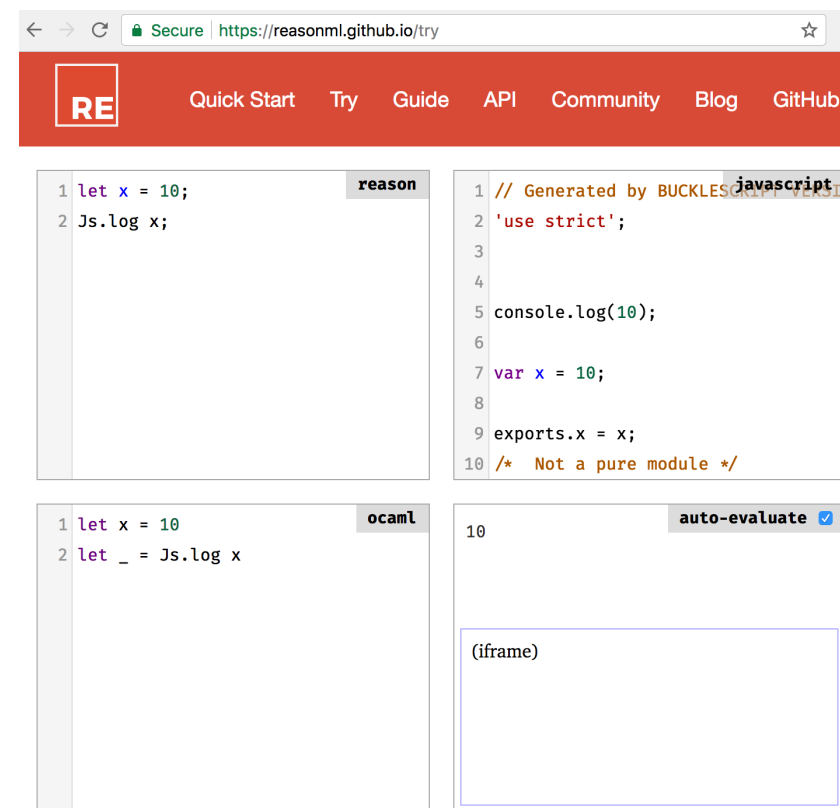 Secure https://reasonml.github.io/try
RE Quick Start Try Guide API Community Blog GitHub
reason
1 let x = 10;
2 Js.log x;
javascript
1 // Generated by BUCKLESCRIPT VERSI
2 'use strict';
3
4
5 console.log(10);
6
7 var x = 10;
8
9 exports.x = x;
10 /* Not a pure module */
ocaml
1 let x = 10
2 let _ = Js.log x
auto-evaluate
10
(iframe)